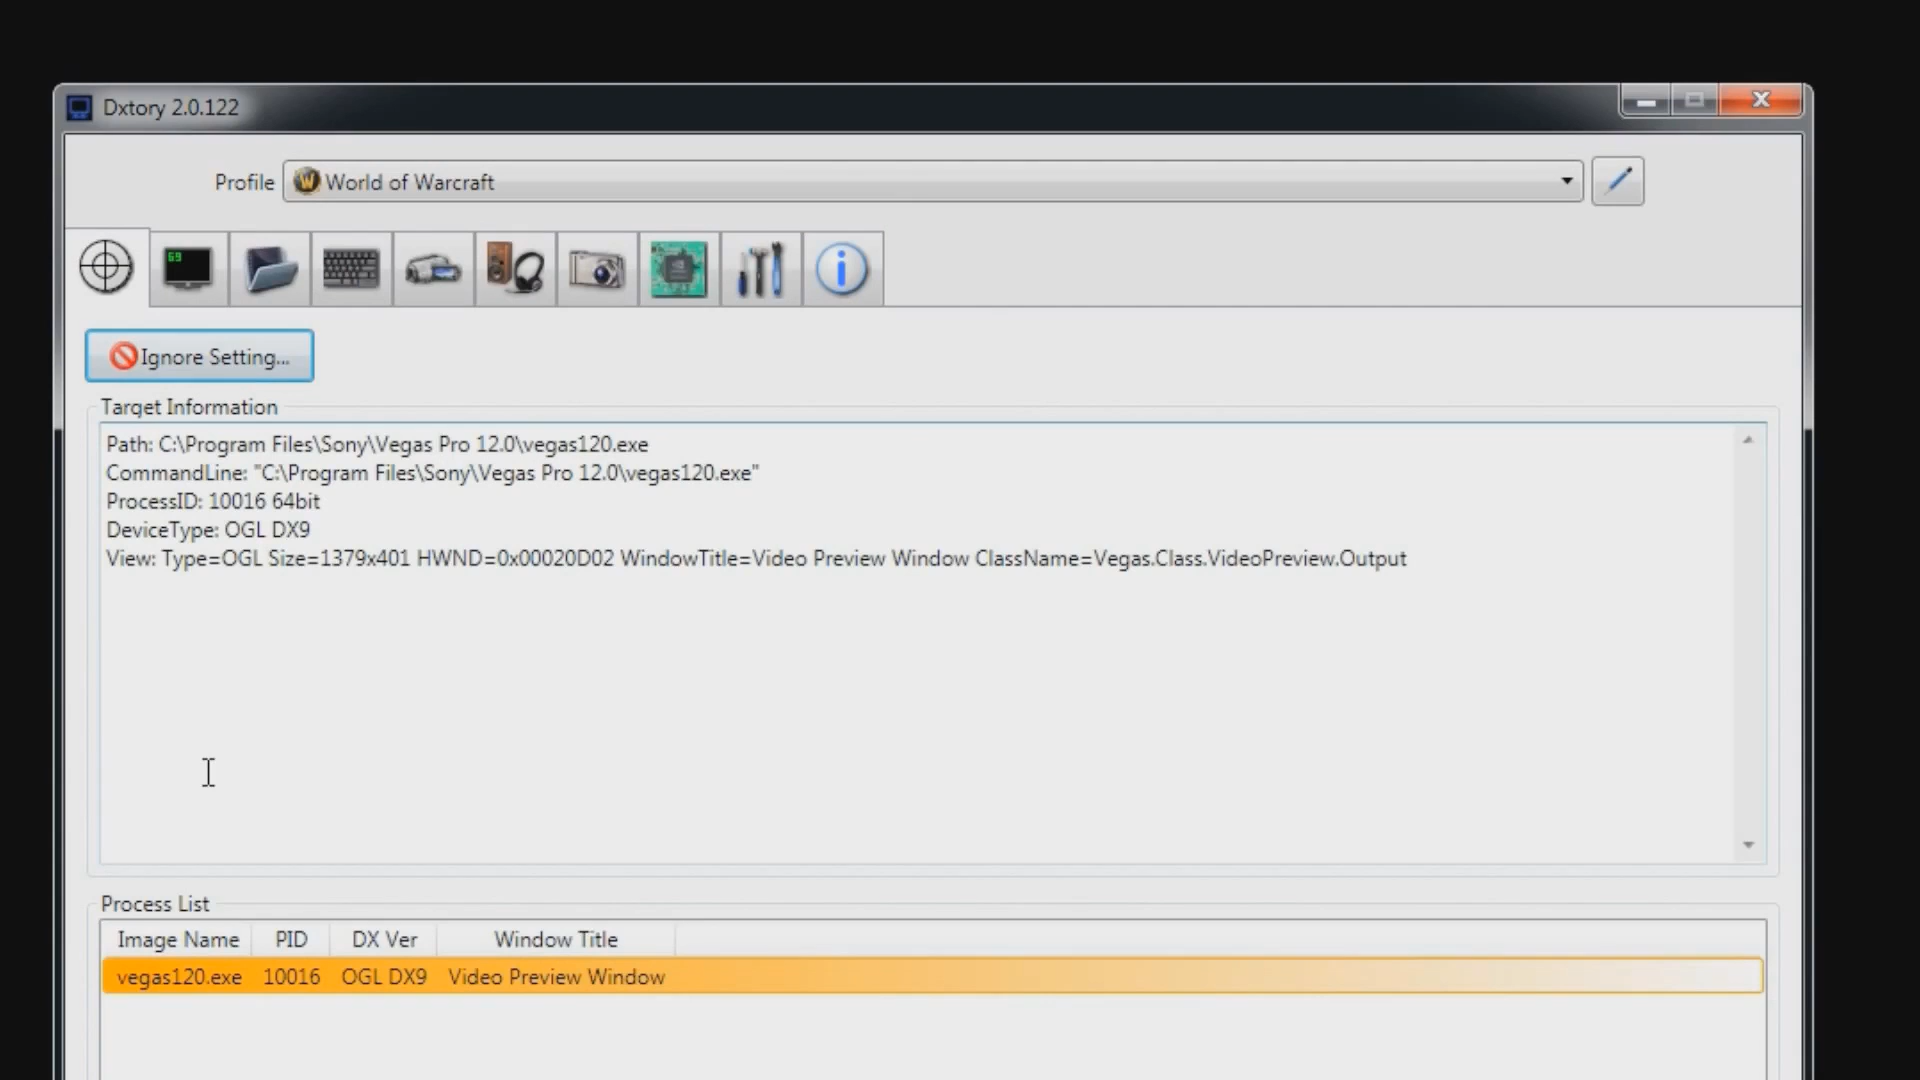 Dxtory 2.0.122
Profile World of Warcraft
69
Ignore Setting...
Target Information
Path: C:\Program Files\Sony\Vegas Pro 12.0\vegas120.exe
CommandLine: "C:\Program Files\Sony\Vegas Pro 12.0\vegas120.exe"
ProcessID: 10016 64bit
DeviceType: OGL DX9
View: Type=OGL Size=1379x401 HWND=0x00020D02 WindowTitle=Video Preview Window ClassName=Vegas.Class.VideoPreview.Output
Process List
Image Name PID DX Ver Window Title
vegas120.exe 10016 OGL DX9 Video Preview Window